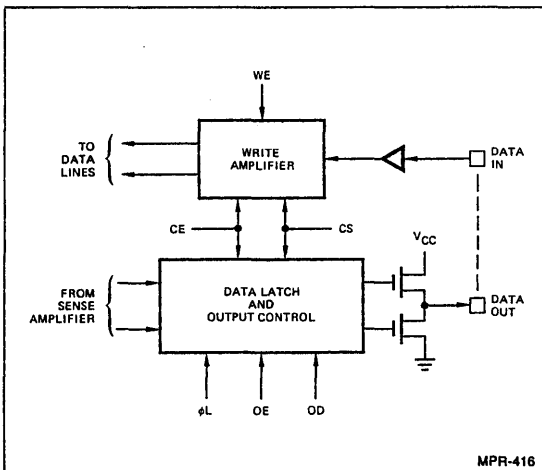 WE
TO
DATA
LINES
WRITE
AMPLIFIER
DATA
IN
CE
CS
VCC
FROM
SENSE
AMPLIFIER
DATA LATCH
AND
OUTPUT CONTROL
DATA
OUT
φL
OE
OD
MPR-416